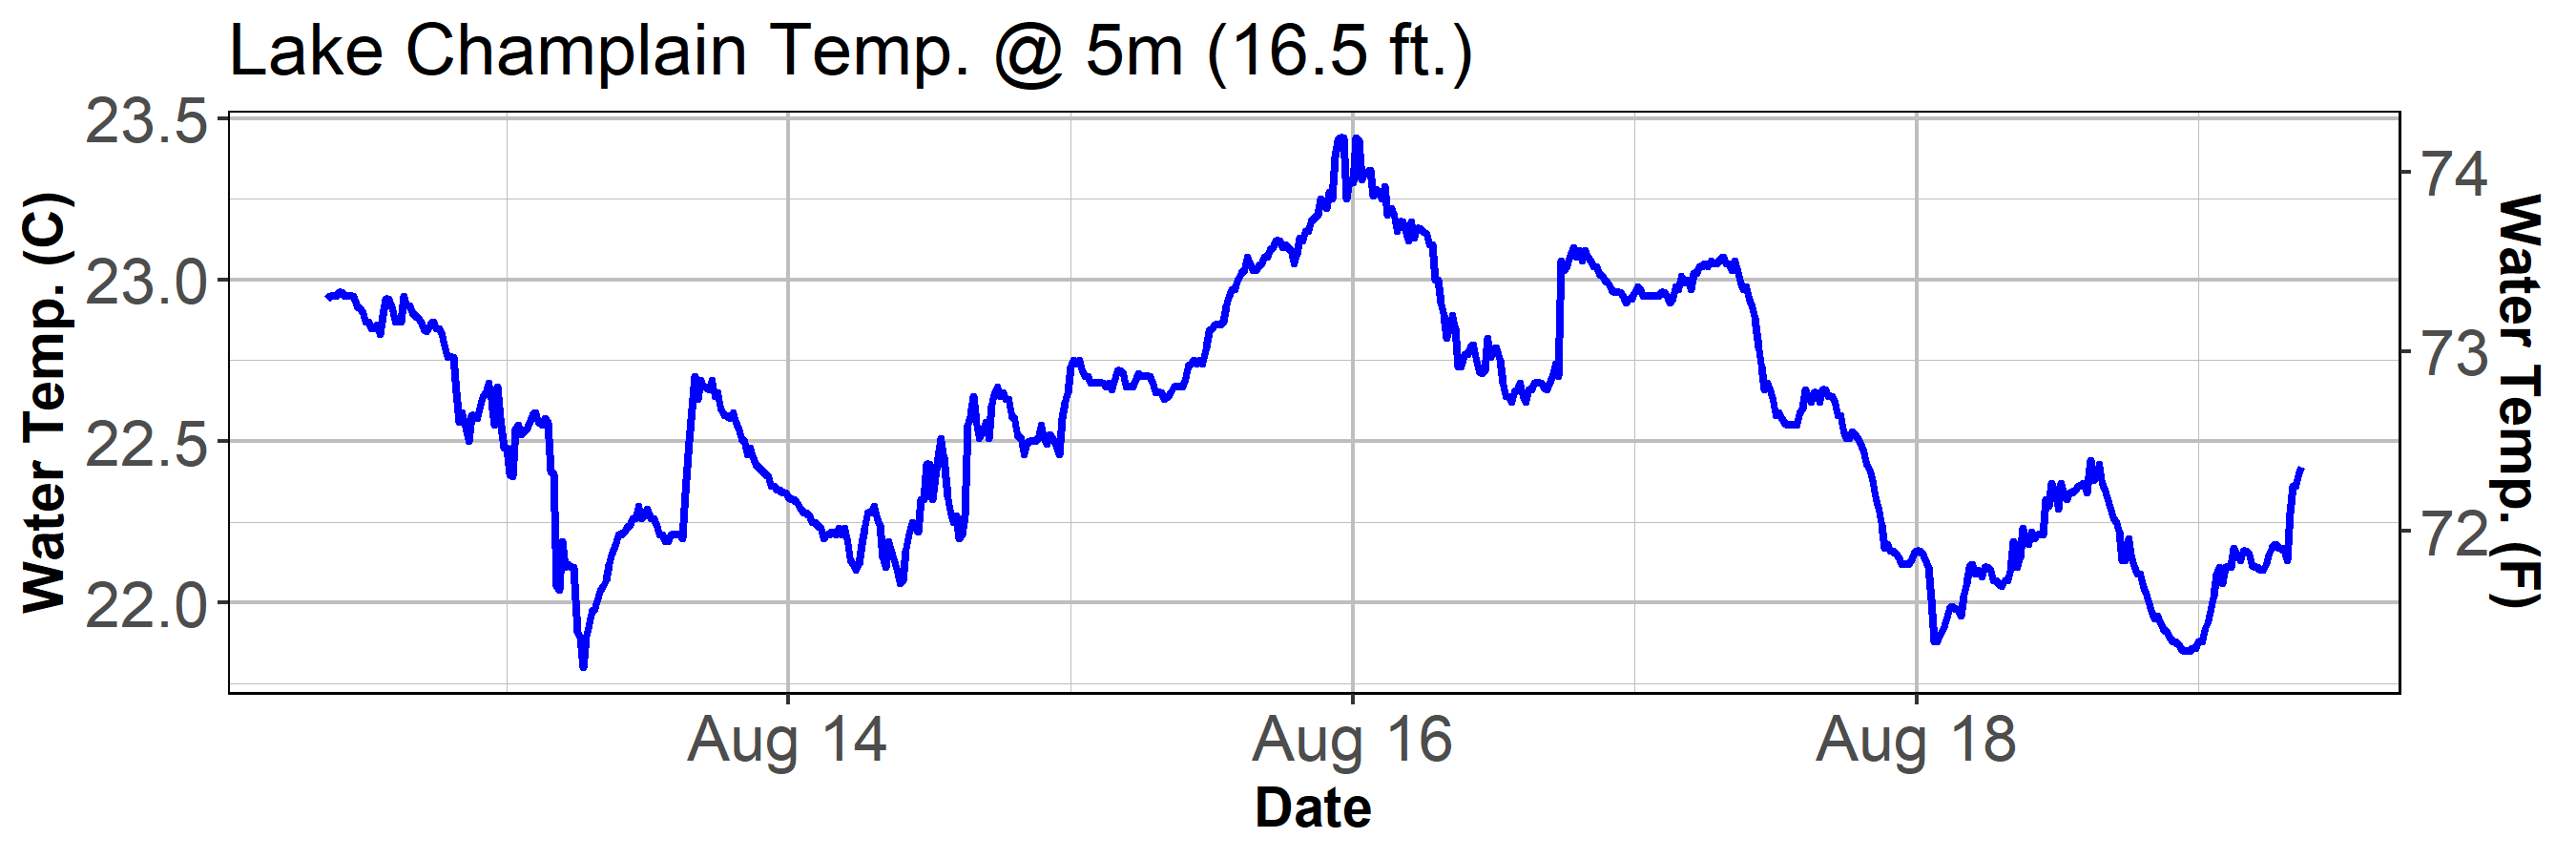 Lake Champlain Temp. @ 5m (16.5 ft.)
Water Temp. (C)
23.5
23.0
22.5
22.0
74
73
72
Water Temp. (F)
Aug 14
Aug 16
Aug 18
Date